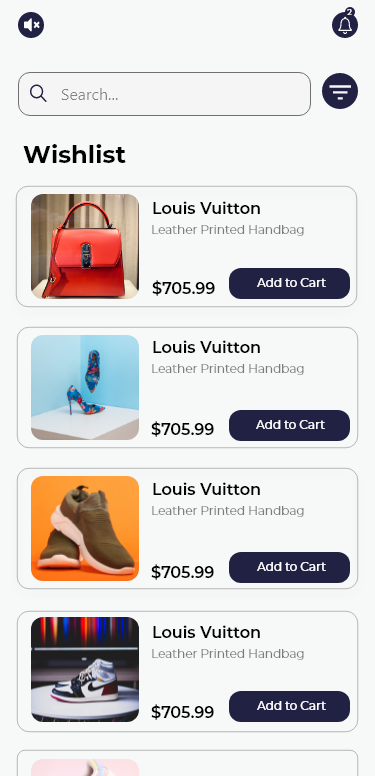 2
Search...
Wishlist
Louis Vuitton
Leather Printed Handbag
$705.99
Add to Cart
Louis Vuitton
Leather Printed Handbag
$705.99
Add to Cart
Louis Vuitton
Leather Printed Handbag
$705.99
Add to Cart
Louis Vuitton
Leather Printed Handbag
$705.99
Add to Cart